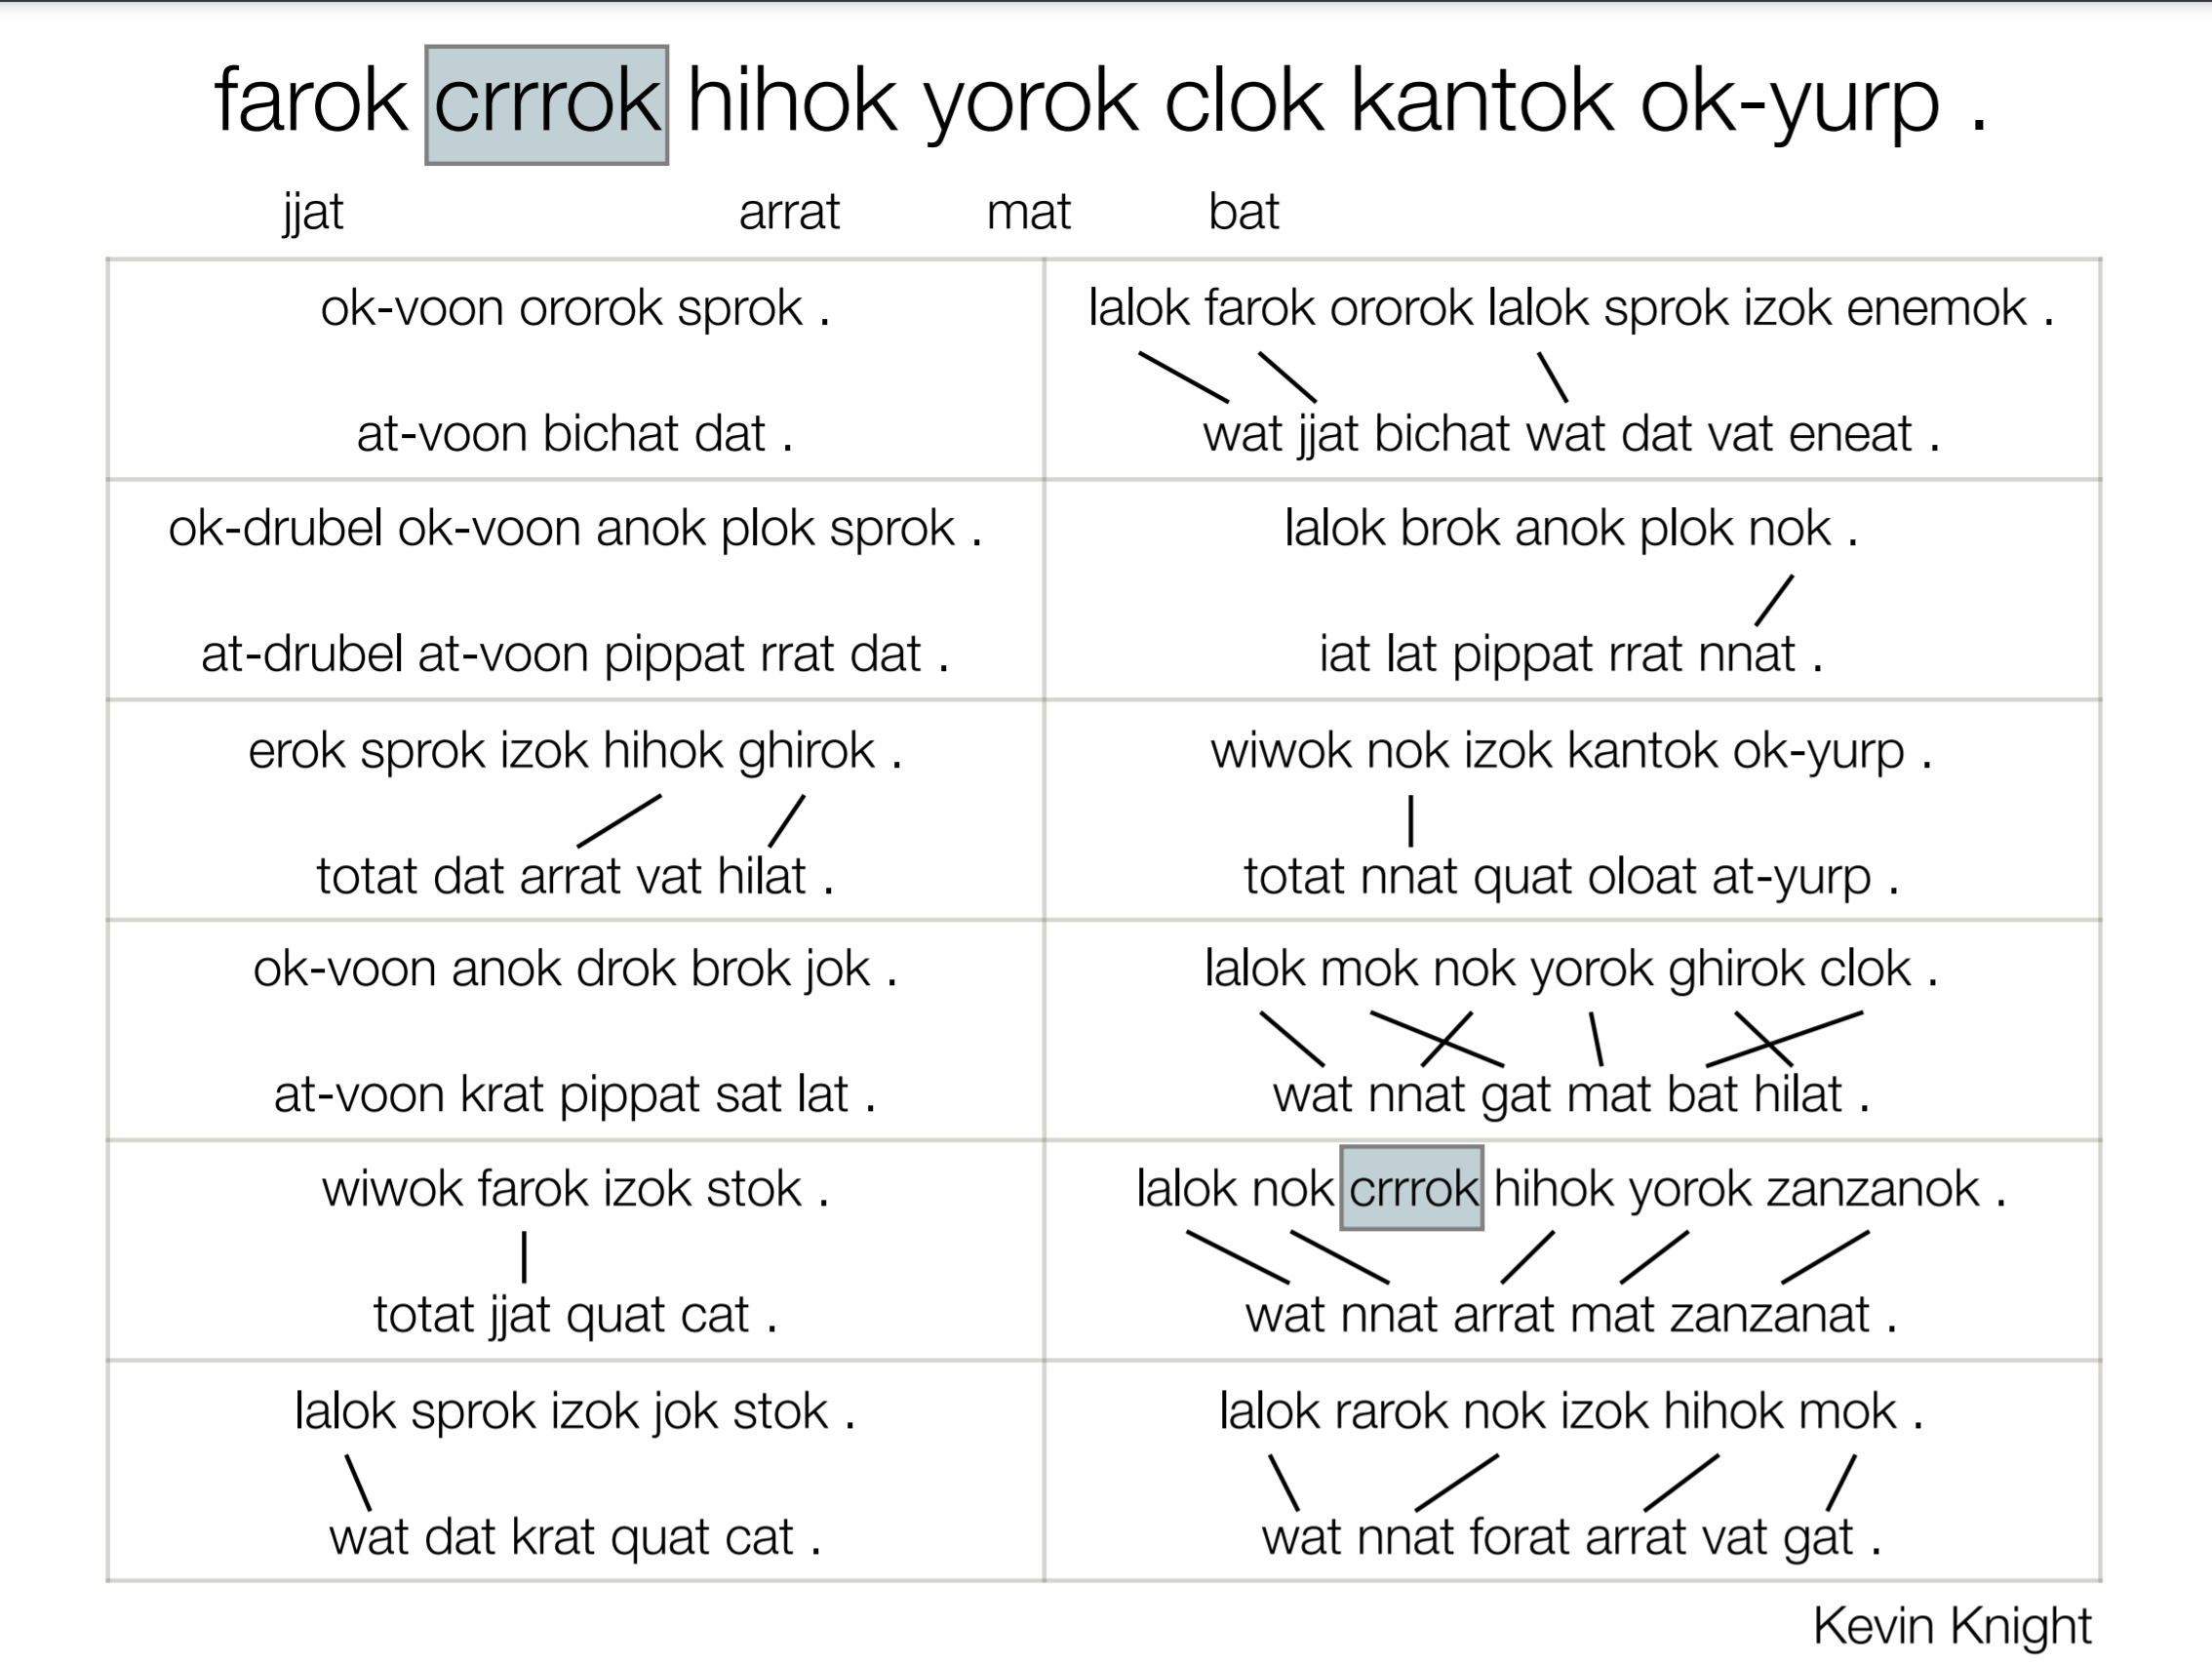 farok crrrok hihok yorok clok kantok ok-yurp .
jjat arrat mat bat
ok-voon ororok sprok .
at-voon bichat dat .
lalok farok ororok lalok sprok izok enemok .
wat jjat bichat wat dat vat eneat .
ok-drubel ok-voon anok plok sprok .
at-drubel at-voon pippat rrat dat .
lalok brok anok plok nok .
iat lat pippat rrat nnat .
erok sprok izok hihok ghirok .
totat dat arrat vat hilat .
wiwok nok izok kantok ok-yurp .
totat nnat quat oloat at-yurp .
ok-voon anok drok brok jok .
at-voon krat pippat sat lat .
lalok mok nok yorok ghirok clok .
wat nnat gat mat bat hilat .
wiwok farok izok stok .
totat jjat quat cat .
lalok nok crrrok hihok yorok zanzanok .
wat nnat arrat mat zanzanat .
lalok sprok izok jok stok .
wat dat krat quat cat .
lalok rarok nok izok hihok mok .
wat nnat forat arrat vat gat .
Kevin Knight